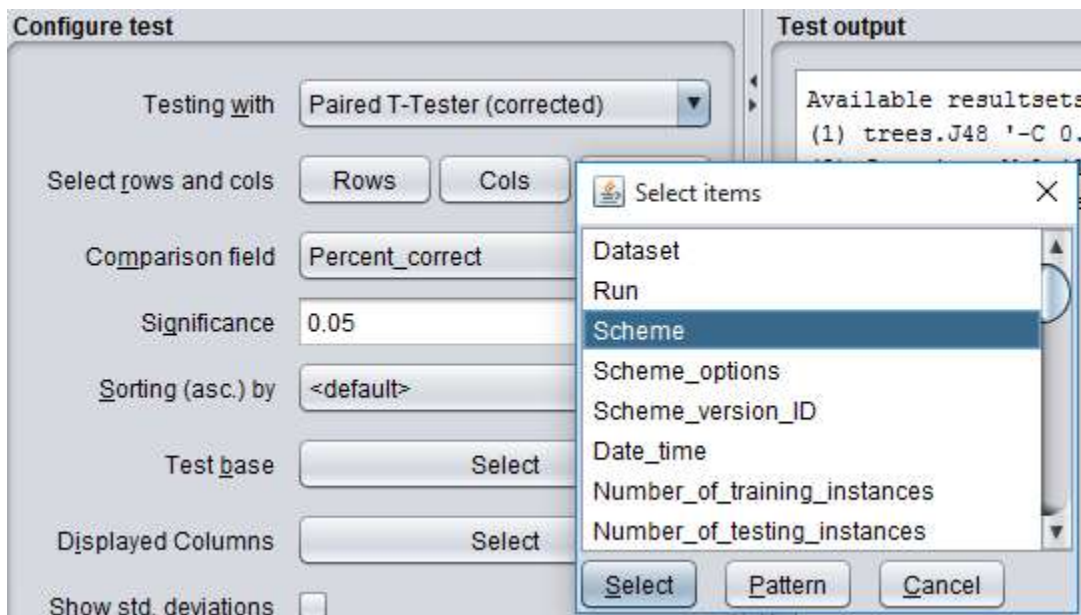 Configure test
Testing with Paired T-Tester (corrected)
Select rows and cols Rows Cols
Comparison field Percent_correct
Significance 0.05
Sorting (asc.) by <default>
Test base Select
Displayed Columns Select
Show std. deviations
Test output
Available resultsets
(1) trees.J48 '-C 0.
Select items
Dataset
Run
Scheme
Scheme_options
Scheme_version_ID
Date_time
Number_of_training_instances
Number_of_testing_instances
Select Pattern Cancel